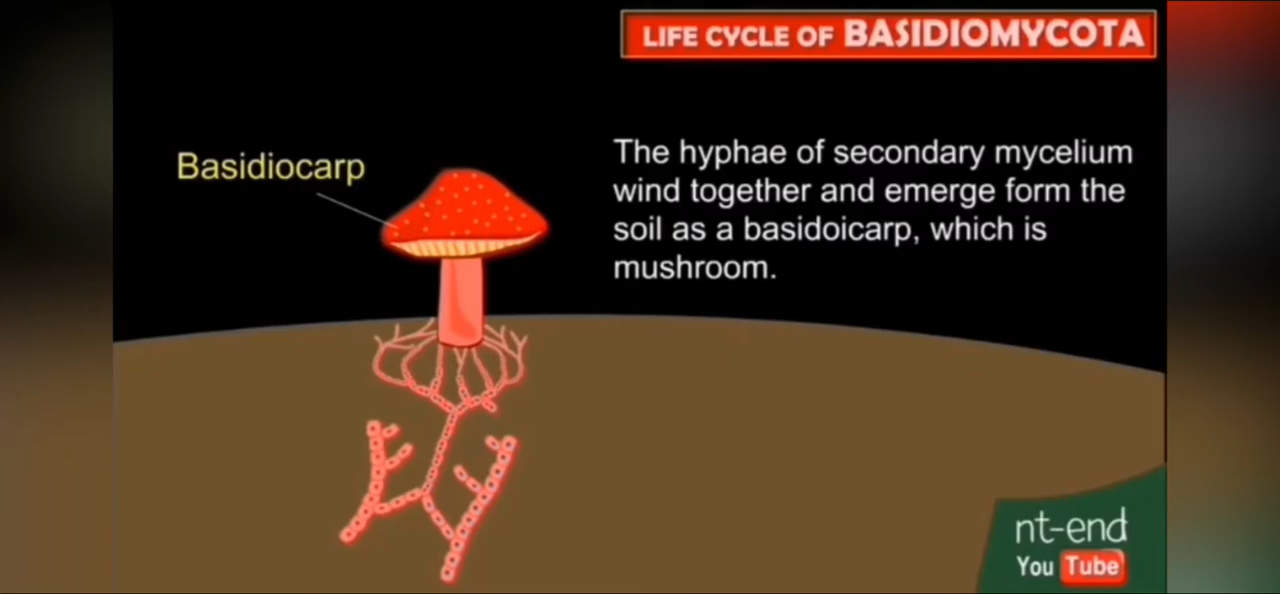 LIFE CYCLE OF BASIDIOMYCOTA
Basidiocarp
The hyphae of secondary mycelium
wind together and emerge form the
soil as a basidoicarp, which is
mushroom.
nt-end
You Tube